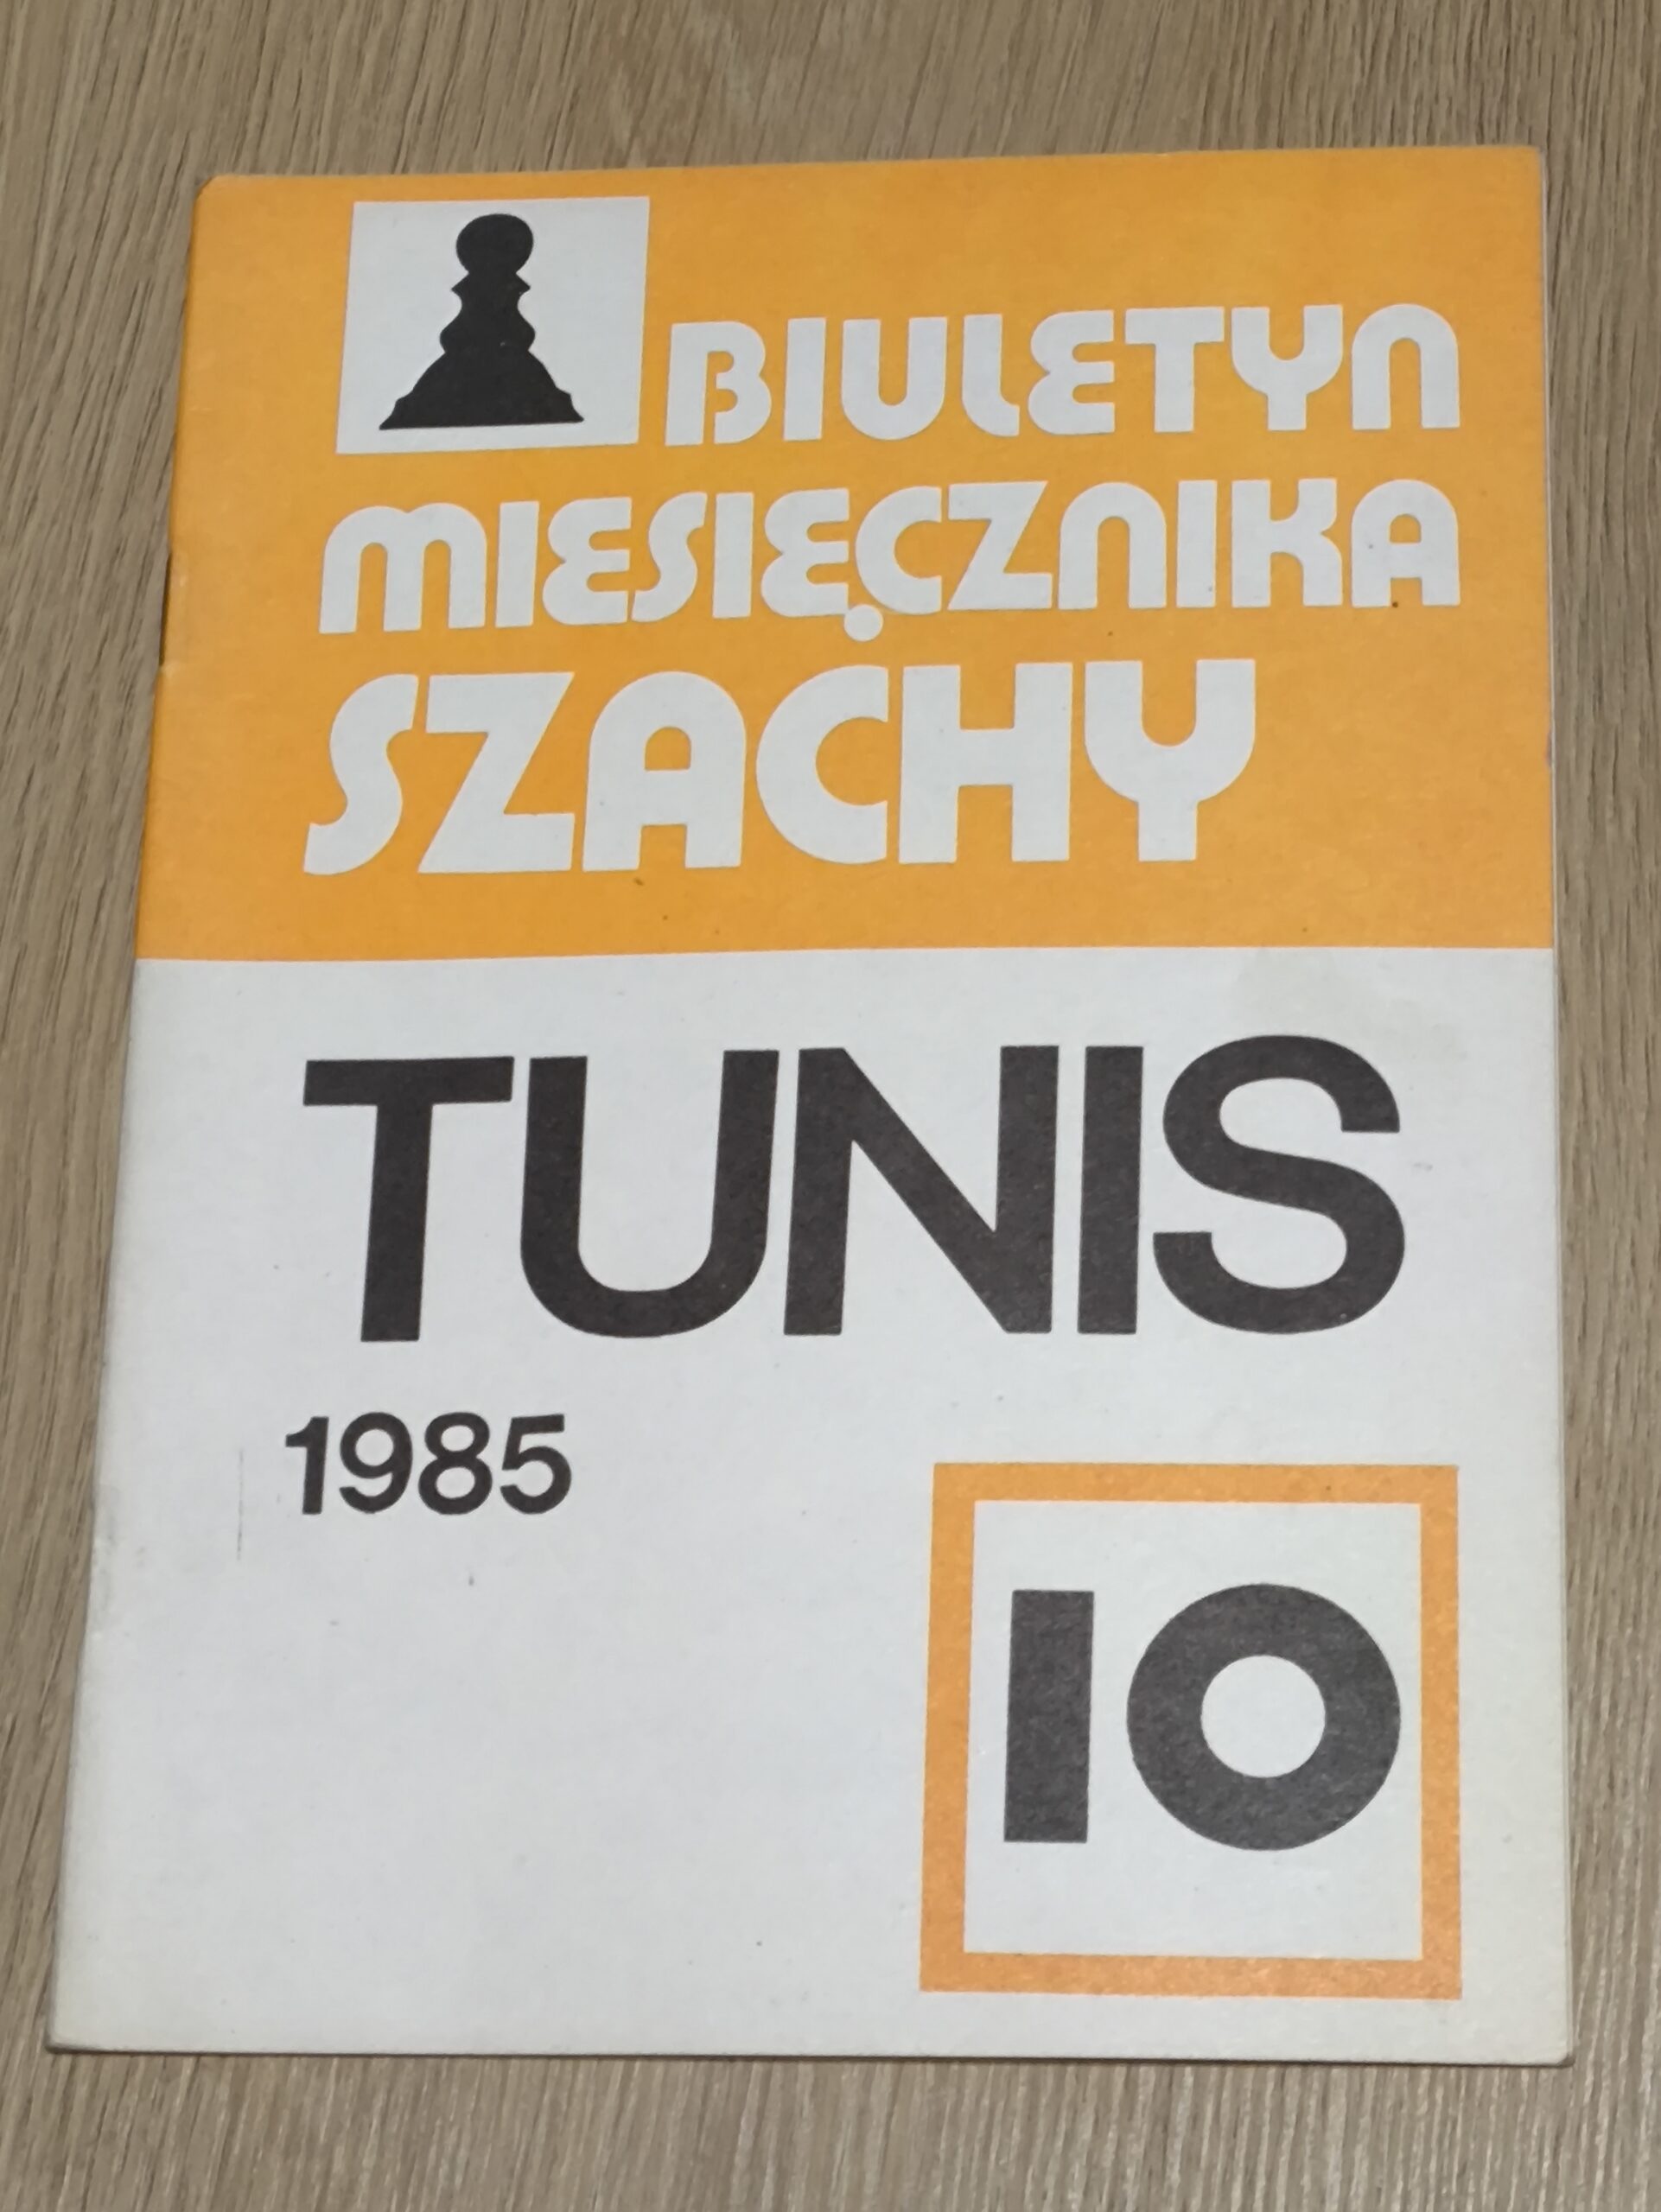 BIULETYN
MIESIĘCZNIKA
SZACHY
TUNIS
1985
10